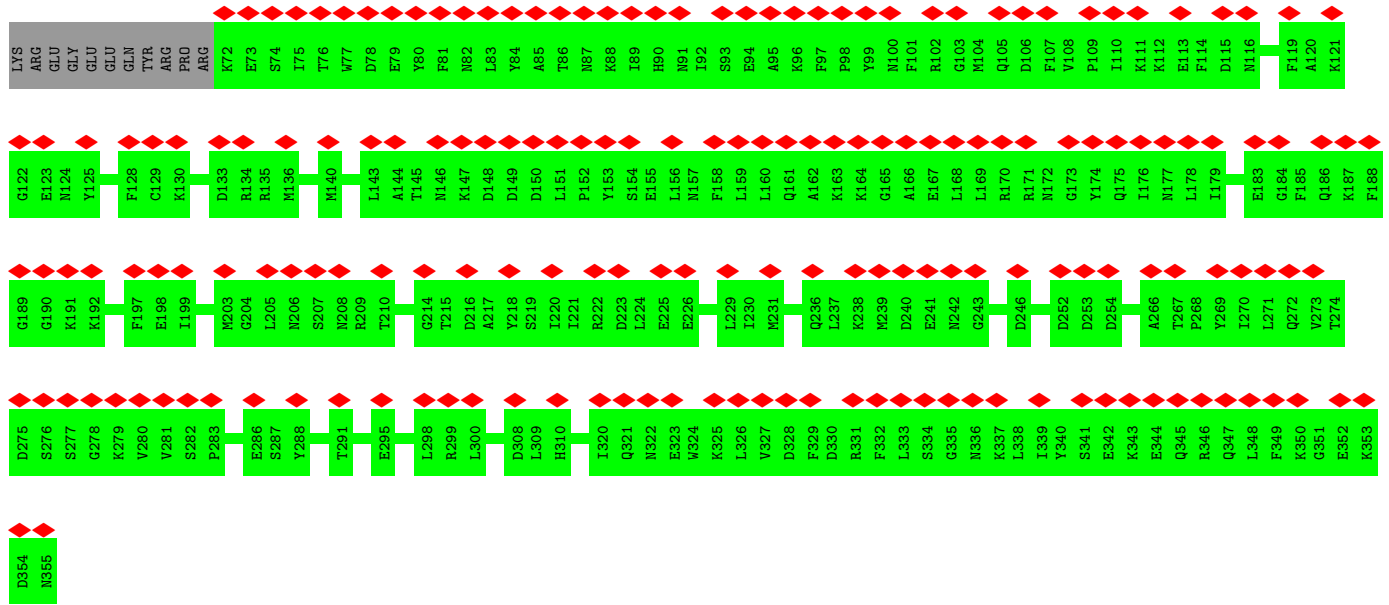 LYS ARG GLU GLY GLU GLU GLN TYR ARG PRO ARG K72 E73 S74 I75 T76 W77 D78 E79 Y80 F81 N82 L83 Y84 A85 T86 N87 K88 I89 H90 N91 I92 S93 E94 A95 K96 F97 P98 Y99 N100 F101 R102 G103 M104 Q105 D106 F107 V108 P109 I110 K111 K112 E113 F114 D115 N116 F119 A120 K121
G122 E123 N124 Y125 F128 C129 K130 D133 R134 R135 M136 M140 L143 A144 T145 N146 K147 D148 D149 D150 L151 P152 Y153 S154 E155 L156 N157 F158 L159 L160 Q161 A162 K163 K164 G165 A166 E167 L168 L169 R170 R171 N172 G173 Y174 Q175 I176 N177 L178 I179 E183 G184 F185 Q186 K187 F188
G189 G190 K191 K192 F197 E198 I199 M203 G204 L205 N206 S207 N208 R209 T210 G214 T215 D216 A217 Y218 S219 I220 I221 R222 D223 L224 E225 E226 L229 I230 M231 Q236 L237 K238 M239 D240 E241 N242 G243 D246 D252 D253 D254 A266 T267 P268 Y269 I270 L271 Q272 V273 T274
D275 S276 S277 G278 K279 V280 V281 S282 P283 E286 S287 Y288 T291 E295 L298 R299 L300 D308 L309 H310 I320 Q321 N322 E323 W324 K325 L326 V327 D328 F329 D330 R331 F332 L333 S334 G335 N336 K337 L338 I339 Y340 S341 E342 K343 E344 Q345 R346 Q347 L348 F349 K350 G351 E352 K353
D354 N355